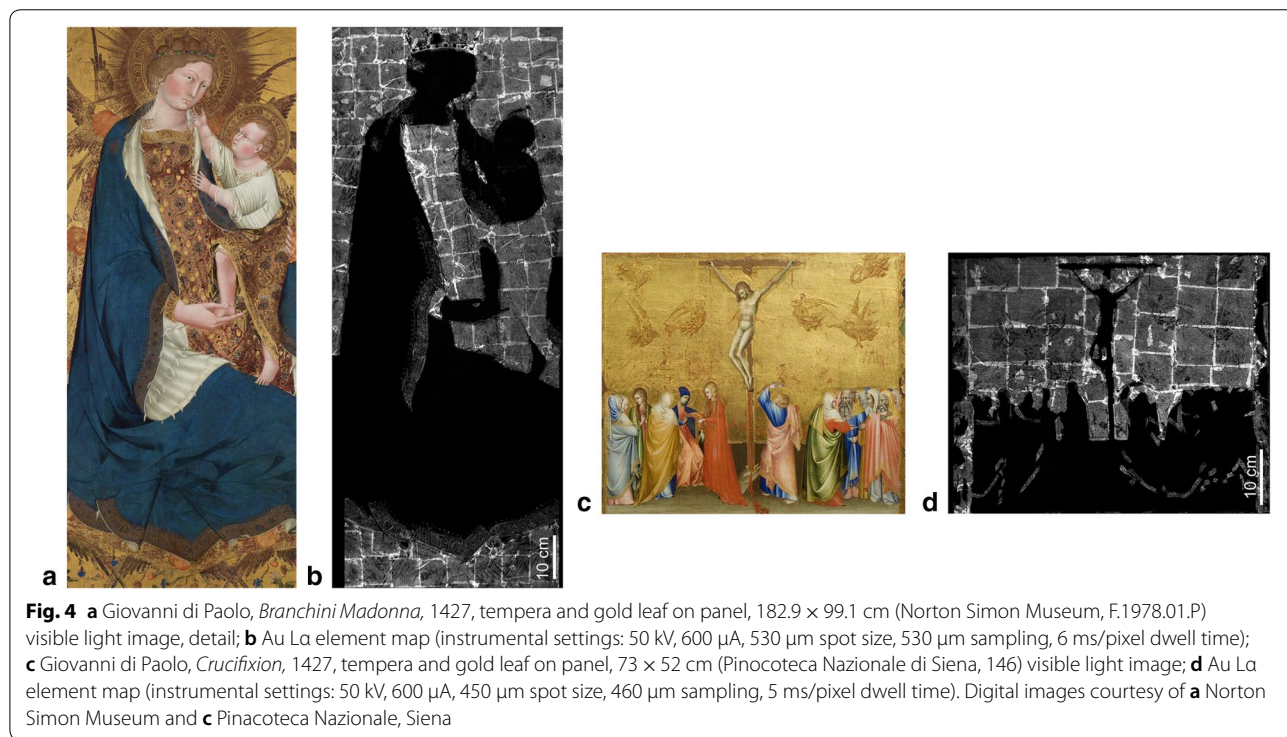 a
b
10 cm
c
d
10 cm
Fig. 4 a Giovanni di Paolo, Branchini Madonna, 1427, tempera and gold leaf on panel, 182.9 × 99.1 cm (Norton Simon Museum, F.1978.01.P)
visible light image, detail; b Au Lα element map (instrumental settings: 50 kV, 600 μA, 530 μm spot size, 530 μm sampling, 6 ms/pixel dwell time);
c Giovanni di Paolo, Crucifixion, 1427, tempera and gold leaf on panel, 73 × 52 cm (Pinocoteca Nazionale di Siena, 146) visible light image; d Au Lα
element map (instrumental settings: 50 kV, 600 μA, 450 μm spot size, 460 μm sampling, 5 ms/pixel dwell time). Digital images courtesy of a Norton
Simon Museum and c Pinacoteca Nazionale, Siena